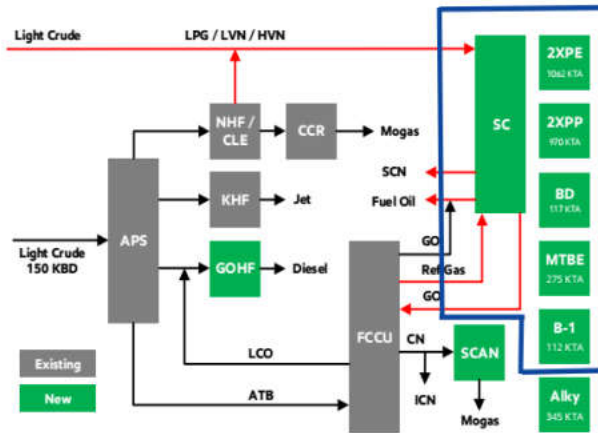 Light Crude
LPG / LVN / HVN
2XPE
1062 KTA
NHF /
CLE
CCR
Mogas
SC
2XPP
970 KTA
SCN
KHF
Jet
Fuel Oil
BD
117 KTA
APS
Light Crude
150 KBD
GOHF
Diesel
GO
Ref Gas
GO
MTBE
275 KTA
FCCU
CN
SCAN
B-1
112 KTA
LCO
Existing
New
ATB
ICN
Mogas
Alky
345 KTA